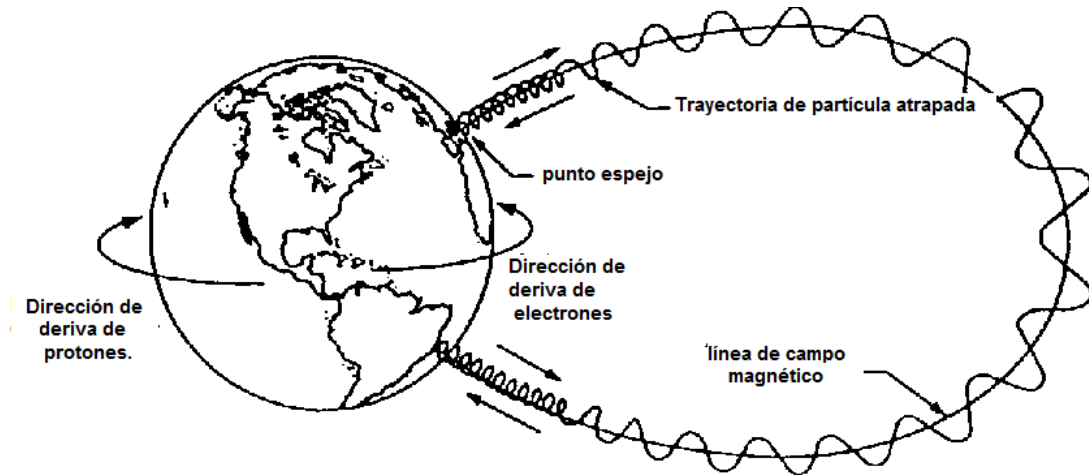 Trayectoria de partícula atrapada
punto espejo
Dirección de
deriva de
electrones
Dirección de
deriva de
protones.
línea de campo
magnético